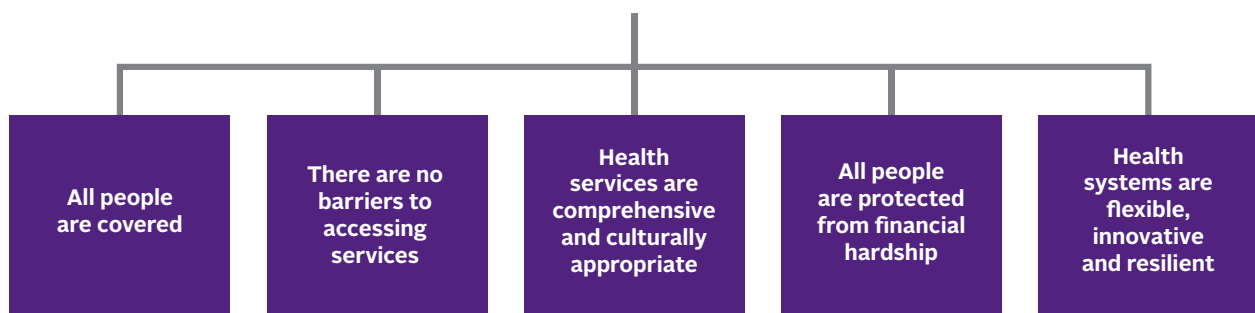 All people
are covered
There are no
barriers to
accessing
services
Health
services are
comprehensive
and culturally
appropriate
All people
are protected
from financial
hardship
Health
systems are
flexible,
innovative
and resilient